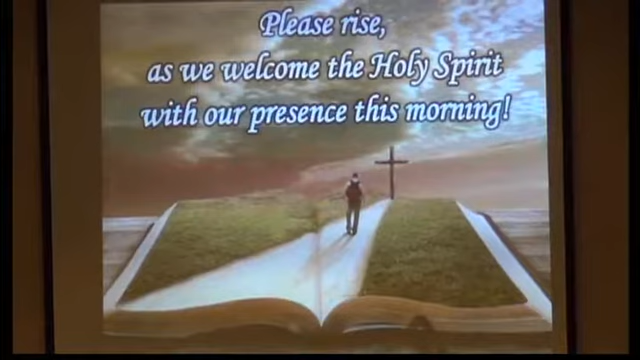 Please rise,
as we welcome the Holy Spirit
with our presence this morning!